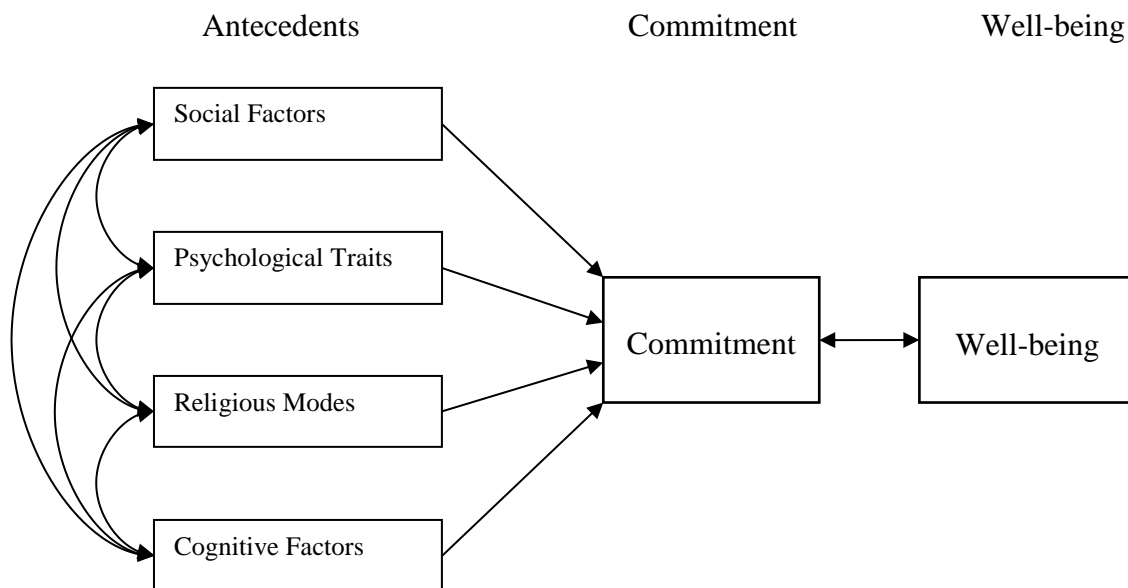 Antecedents Commitment Well-being
Social Factors
Psychological Traits
Commitment Well-being
Religious Modes
Cognitive Factors